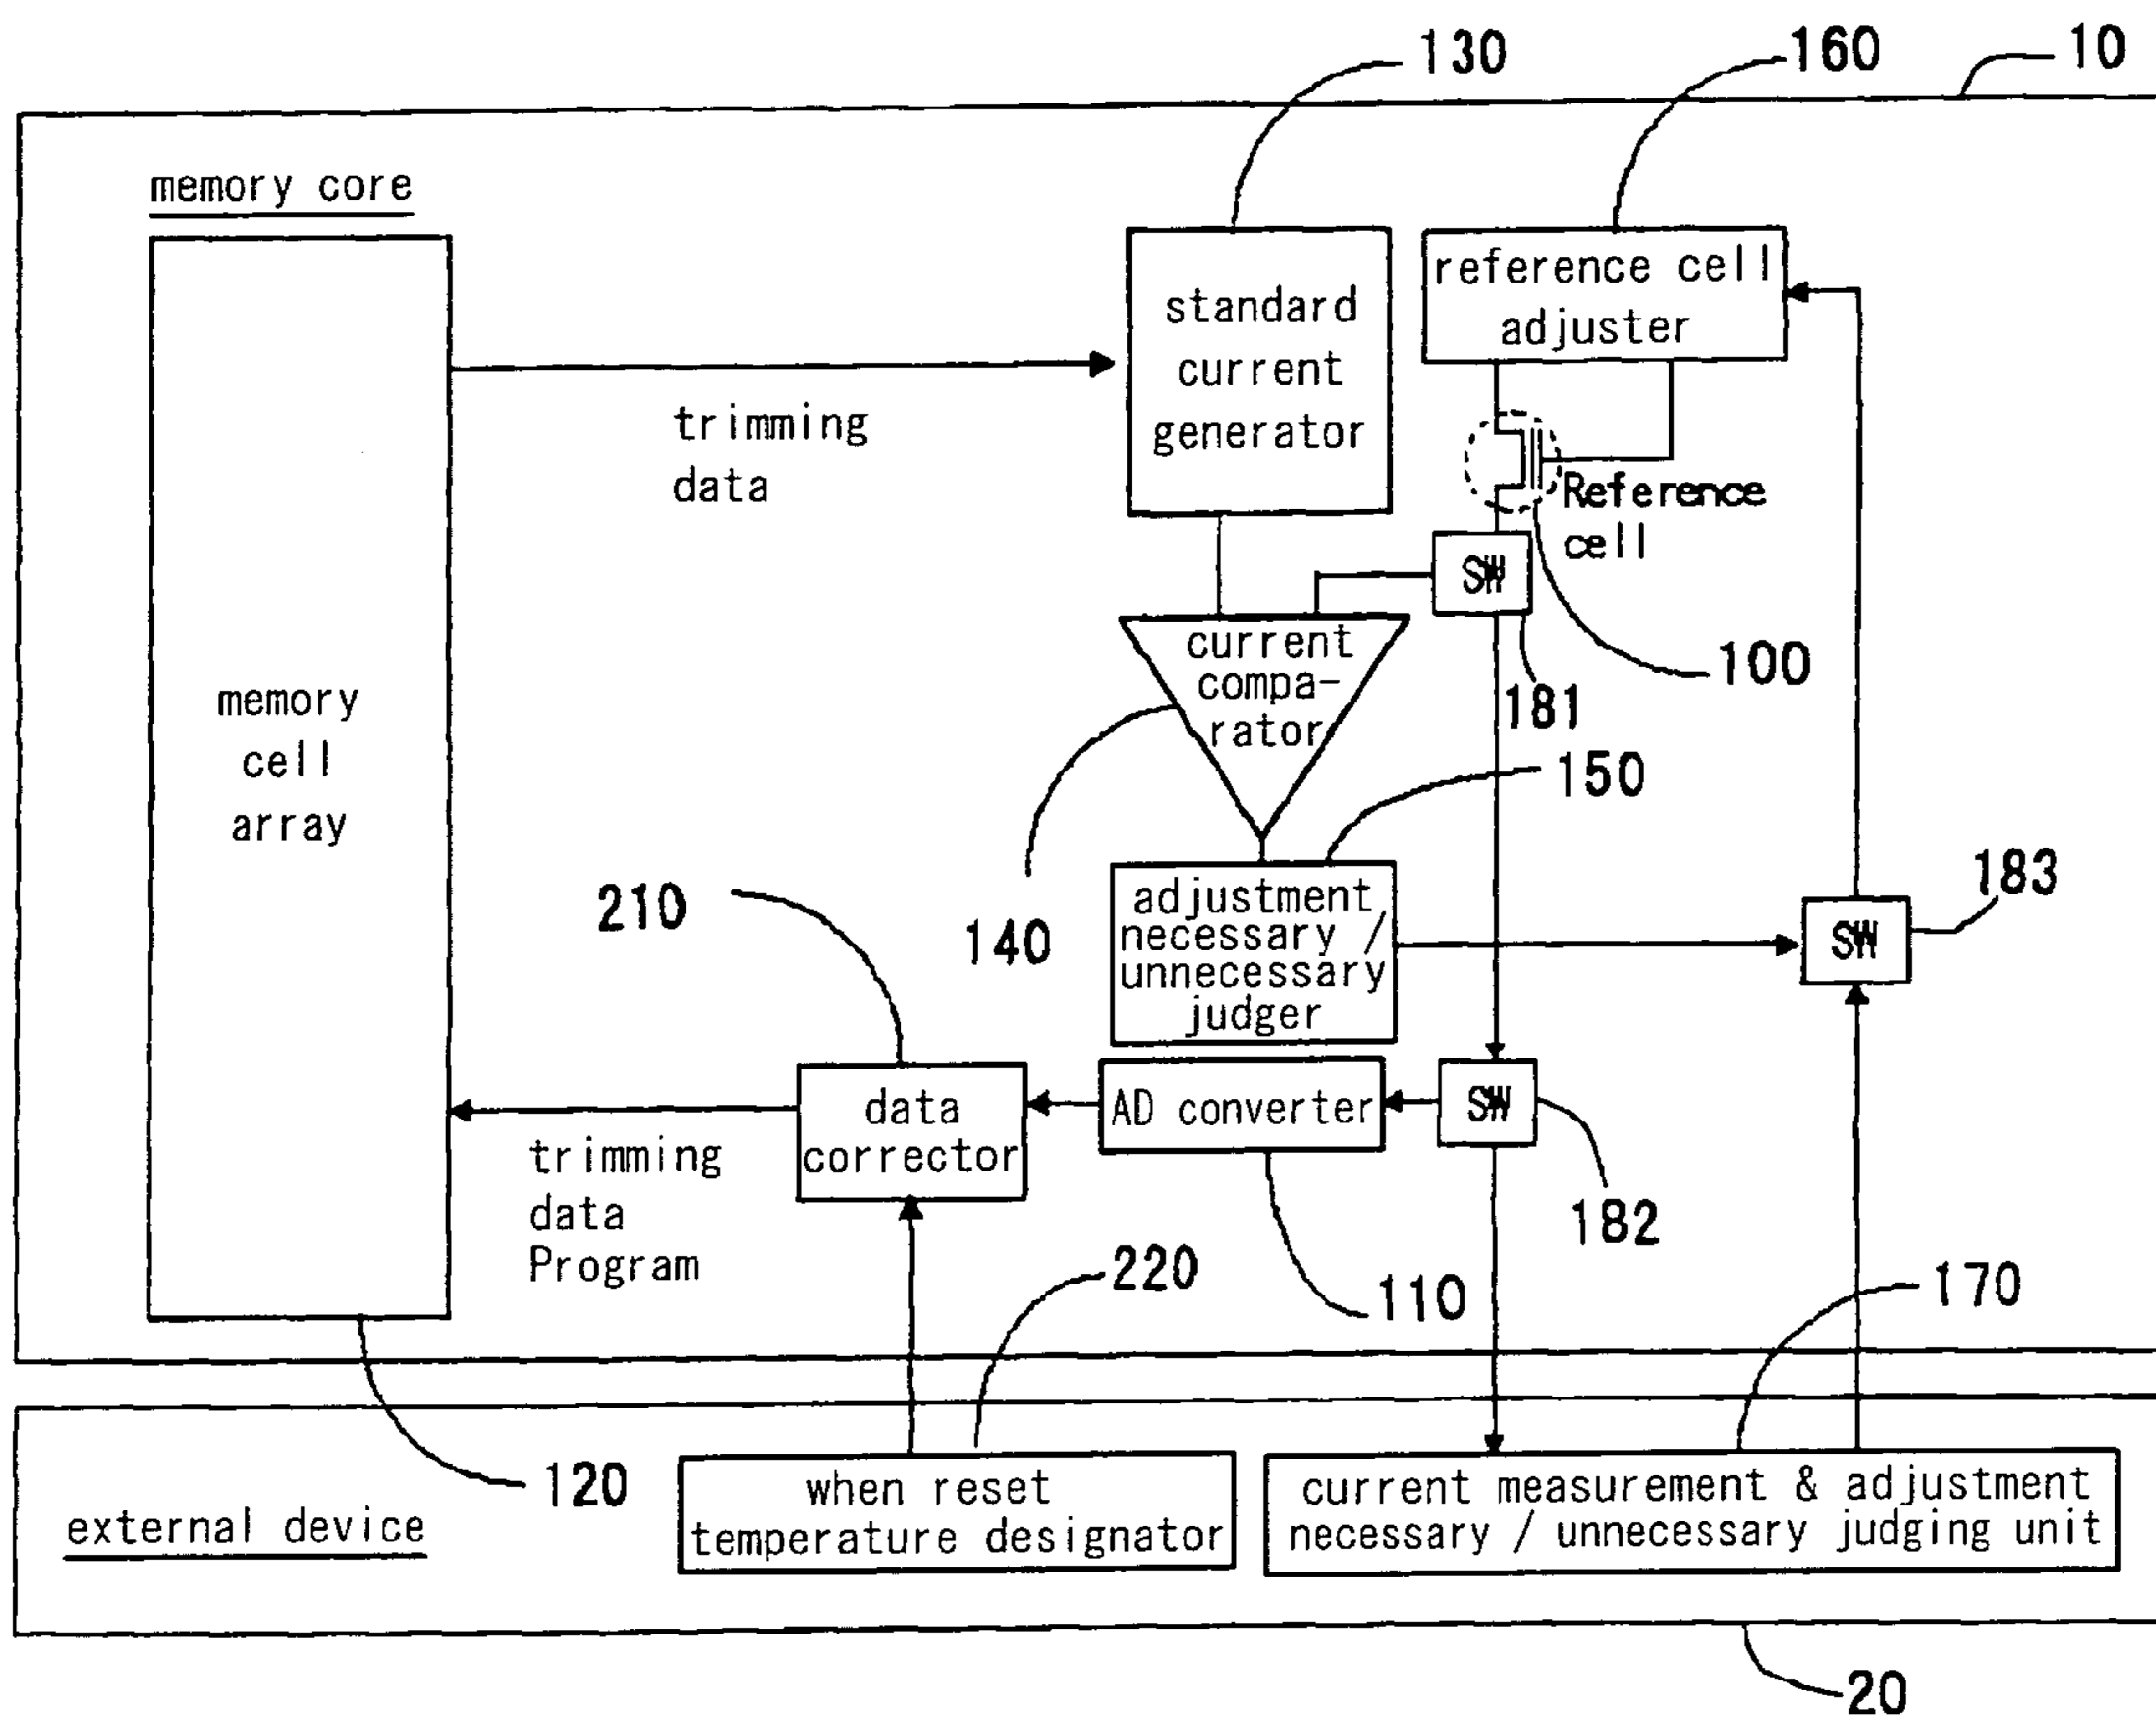 130
160
10
memory core
standard
current
generator
reference cell
adjuster
trimming
data
Reference
cell
SW
current
compa-
rator
100
181
memory
cell
array
150
210
140
adjustment
necessary /
unnecessary
judger
183
SW
data
corrector
AD converter
SW
trimming
data
Program
182
220
110
170
120
external device
when reset
temperature designator
current measurement & adjustment
necessary / unnecessary judging unit
20